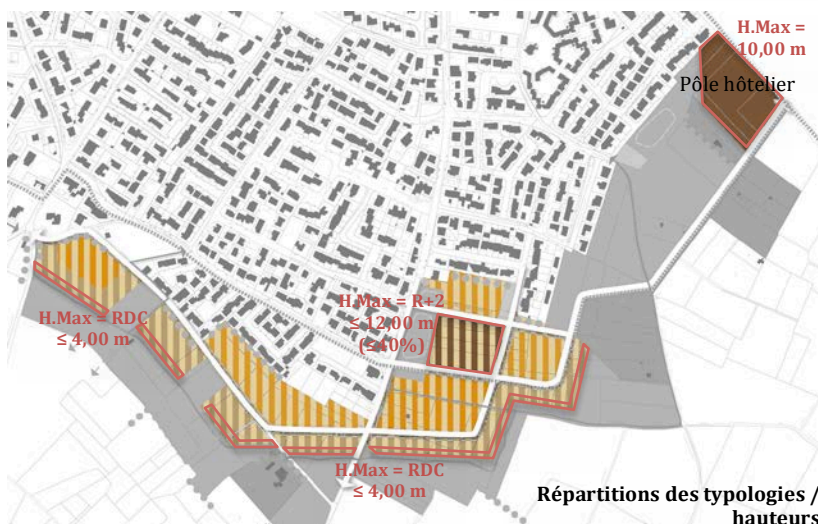 H.Max =
10,00 m
Pôle hôtelier
H.Max = R+2
≤ 12,00 m
(≤40%)
H.Max = RDC
≤ 4,00 m
H.Max = RDC
≤ 4,00 m
Répartitions des typologies /
hauteurs